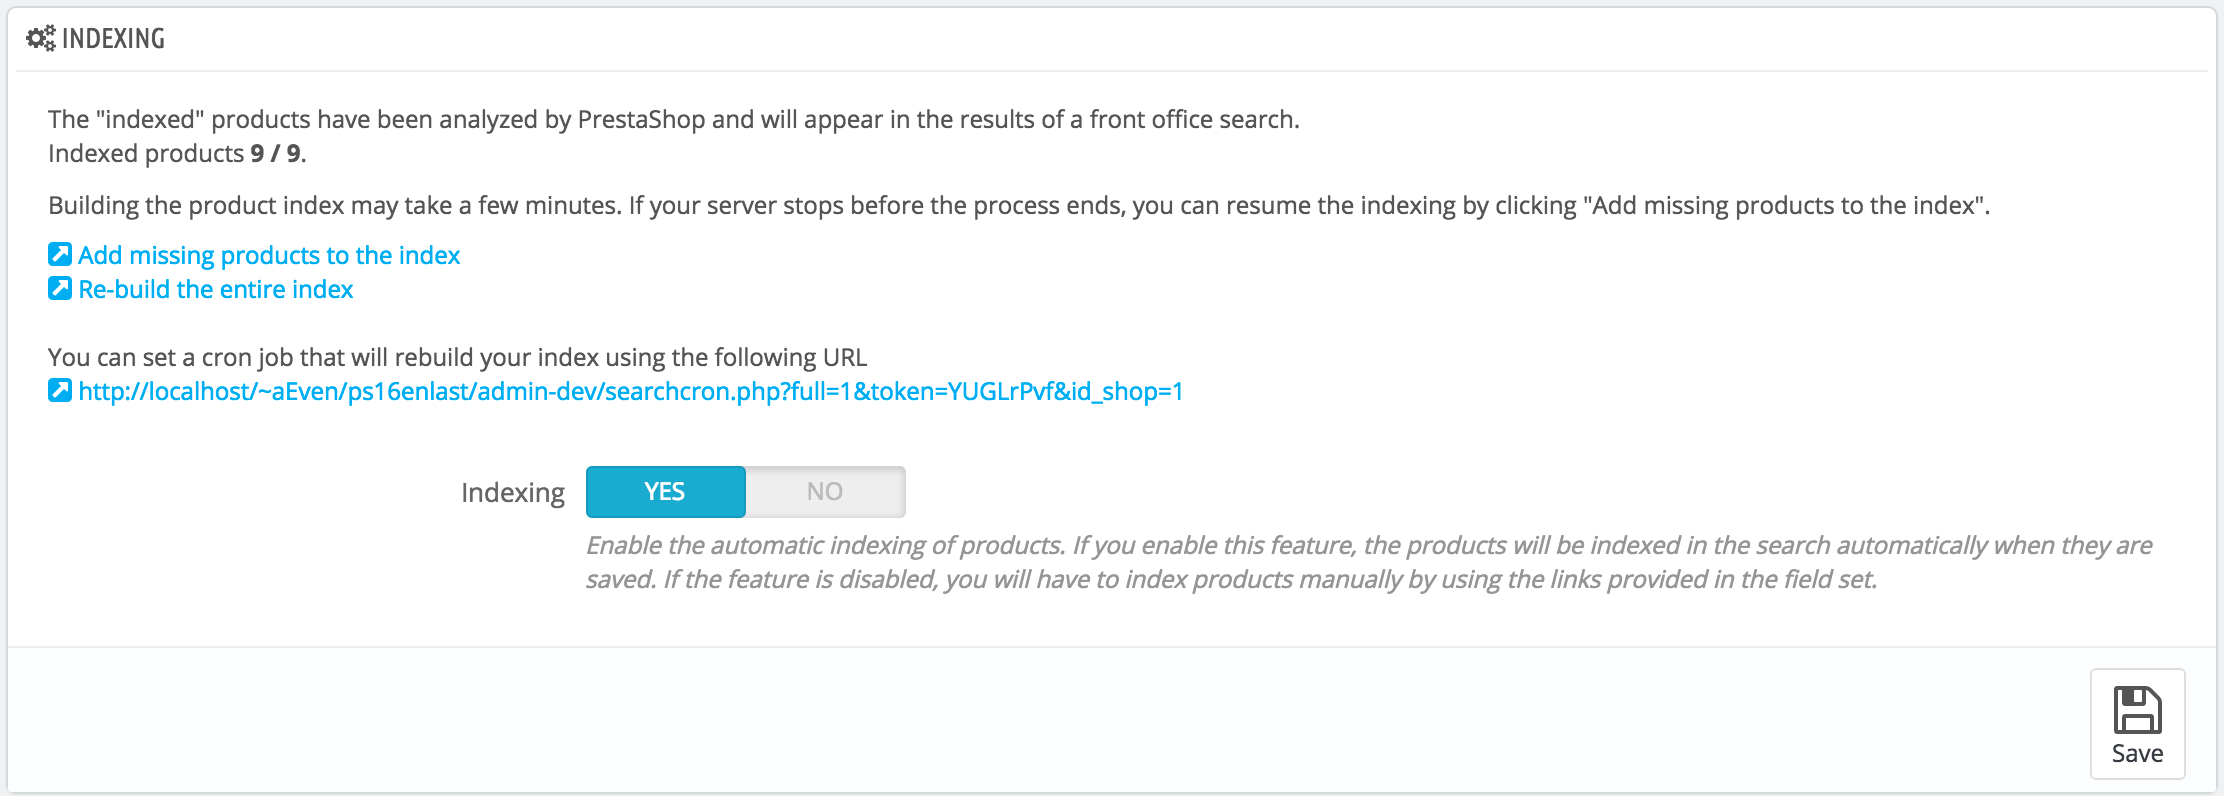 INDEXING
The "indexed" products have been analyzed by PrestaShop and will appear in the results of a front office search.
Indexed products 9 / 9.
Building the product index may take a few minutes. If your server stops before the process ends, you can resume the indexing by clicking "Add missing products to the index".
Add missing products to the index
Re-build the entire index
You can set a cron job that will rebuild your index using the following URL
http://localhost/~aEven/ps16enlast/admin-dev/searchcron.php?full=1&token=YUGLrPvf&id_shop=1
Indexing YES NO
Enable the automatic indexing of products. If you enable this feature, the products will be indexed in the search automatically when they are
saved. If the feature is disabled, you will have to index products manually by using the links provided in the field set.
Save